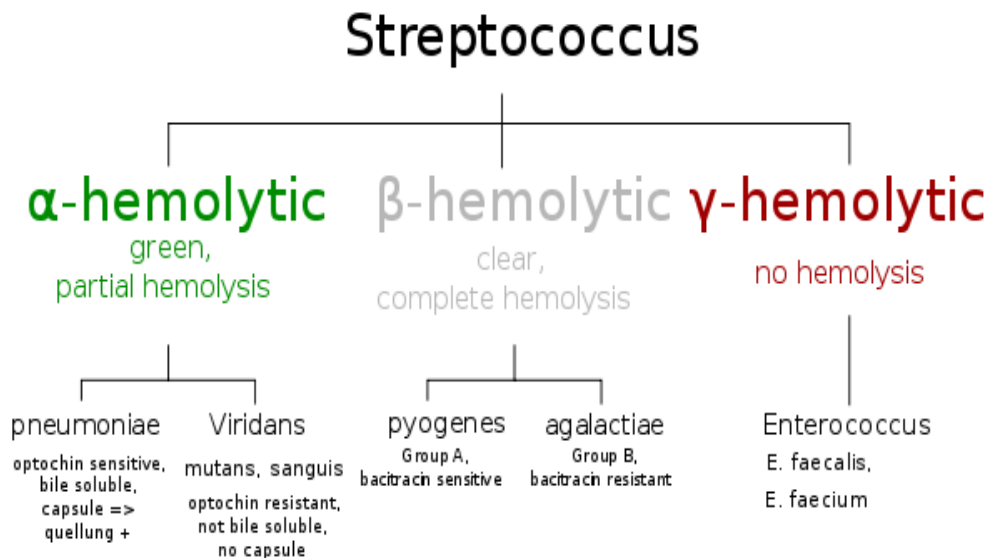 Streptococcus
α-hemolytic
green,
partial hemolysis
β-hemolytic
clear,
complete hemolysis
γ-hemolytic
no hemolysis
pneumoniae
optochin sensitive,
bile soluble,
capsule =>
quellung +
Viridans
mutans, sanguis
optochin resistant,
not bile soluble,
no capsule
pyogenes
Group A,
bacitracin sensitive
agalactiae
Group B,
bacitracin resistant
Enterococcus
E. faecalis,
E. faecium